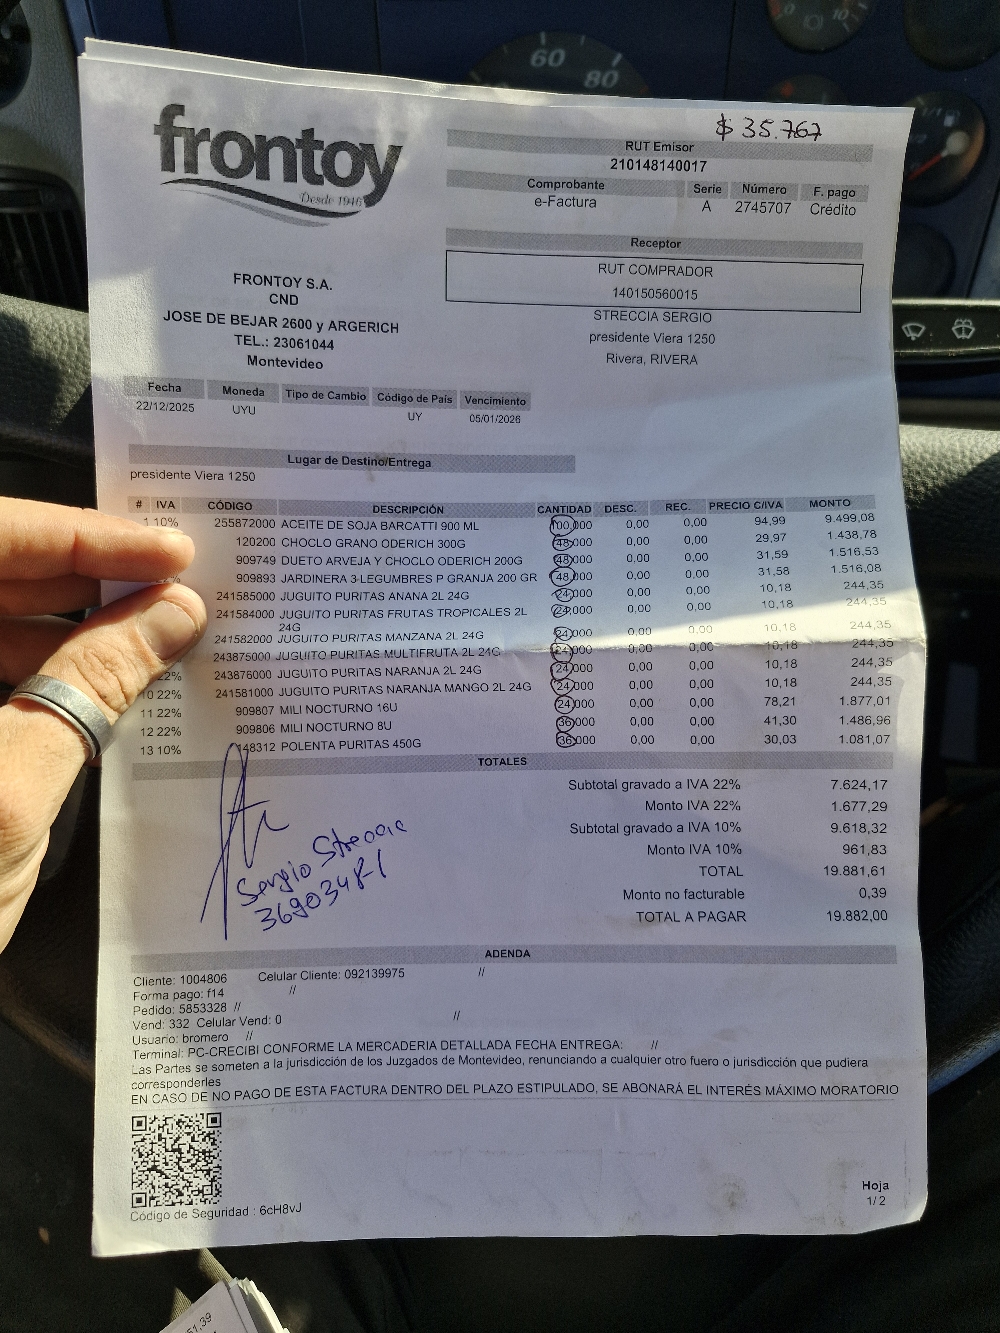 60
80
10
$ 35.767
frontoy
Desde 1946
RUT Emisor
210148140017
Comprobante Serie Número F. pago
e-Factura A 2745707 Crédito
Receptor
RUT COMPRADOR
140150560015
STRECCIA SERGIO
presidente Viera 1250
Rivera, RIVERA
FRONTOY S.A.
CND
JOSE DE BEJAR 2600 y ARGERICH
TEL.: 23061044
Montevideo
Fecha Moneda Tipo de Cambio Código de País Vencimiento
22/12/2025 UYU UY 05/01/2026
Lugar de Destino/Entrega
presidente Viera 1250
# IVA CÓDIGO DESCRIPCIÓN CANTIDAD DESC. REC. PRECIO C/IVA MONTO
1 10% 255872000 ACEITE DE SOJA BARCATTI 900 ML 100,000 0,00 0,00 94,99 9.499,08
120200 CHOCLO GRANO ODERICH 300G 48,000 0,00 0,00 29,97 1.438,78
909749 DUETO ARVEJA Y CHOCLO ODERICH 200G 48,000 0,00 0,00 31,59 1.516,53
909893 JARDINERA 3-LEGUMBRES P GRANJA 200 GR 48,000 0,00 0,00 31,58 1.516,08
241585000 JUGUITO PURITAS ANANA 2L 24G 24,000 0,00 0,00 10,18 244,35
241584000 JUGUITO PURITAS FRUTAS TROPICALES 2L 24,000 0,00 0,00 10,18 244,35
24G
241582000 JUGUITO PURITAS MANZANA 2L 24G 24,000 0,00 0,00 10,18 244,35
243875000 JUGUITO PURITAS MULTIFRUTA 2L 24G 24,000 0,00 0,00 10,18 244,35
22% 243876000 JUGUITO PURITAS NARANJA 2L 24G 24,000 0,00 0,00 10,18 244,35
10 22% 241581000 JUGUITO PURITAS NARANJA MANGO 2L 24G 24,000 0,00 0,00 10,18 244,35
11 22% 909807 MILI NOCTURNO 16U 24,000 0,00 0,00 78,21 1.877,01
12 22% 909806 MILI NOCTURNO 8U 36,000 0,00 0,00 41,30 1.486,96
13 10% 148312 POLENTA PURITAS 450G 36,000 0,00 0,00 30,03 1.081,07
TOTALES
Subtotal gravado a IVA 22% 7.624,17
Monto IVA 22% 1.677,29
Subtotal gravado a IVA 10% 9.618,32
Monto IVA 10% 961,83
TOTAL 19.881,61
Monto no facturable 0,39
TOTAL A PAGAR 19.882,00
Sergio Streccia
3690348-1
ADENDA
Cliente: 1004806 Celular Cliente: 092139975 //
Forma pago: f14 //
Pedido: 5853328 //
Vend: 332 Celular Vend: 0 //
Usuario: bromero //
Terminal: PC-CRECIBI CONFORME LA MERCADERIA DETALLADA FECHA ENTREGA: //
Las Partes se someten a la jurisdicción de los Juzgados de Montevideo, renunciando a cualquier otro fuero o jurisdicción que pudiera
corresponderles
EN CASO DE NO PAGO DE ESTA FACTURA DENTRO DEL PLAZO ESTIPULADO, SE ABONARÁ EL INTERÉS MÁXIMO MORATORIO
Código de Seguridad : 6cH8vJ
Hoja
1/ 2